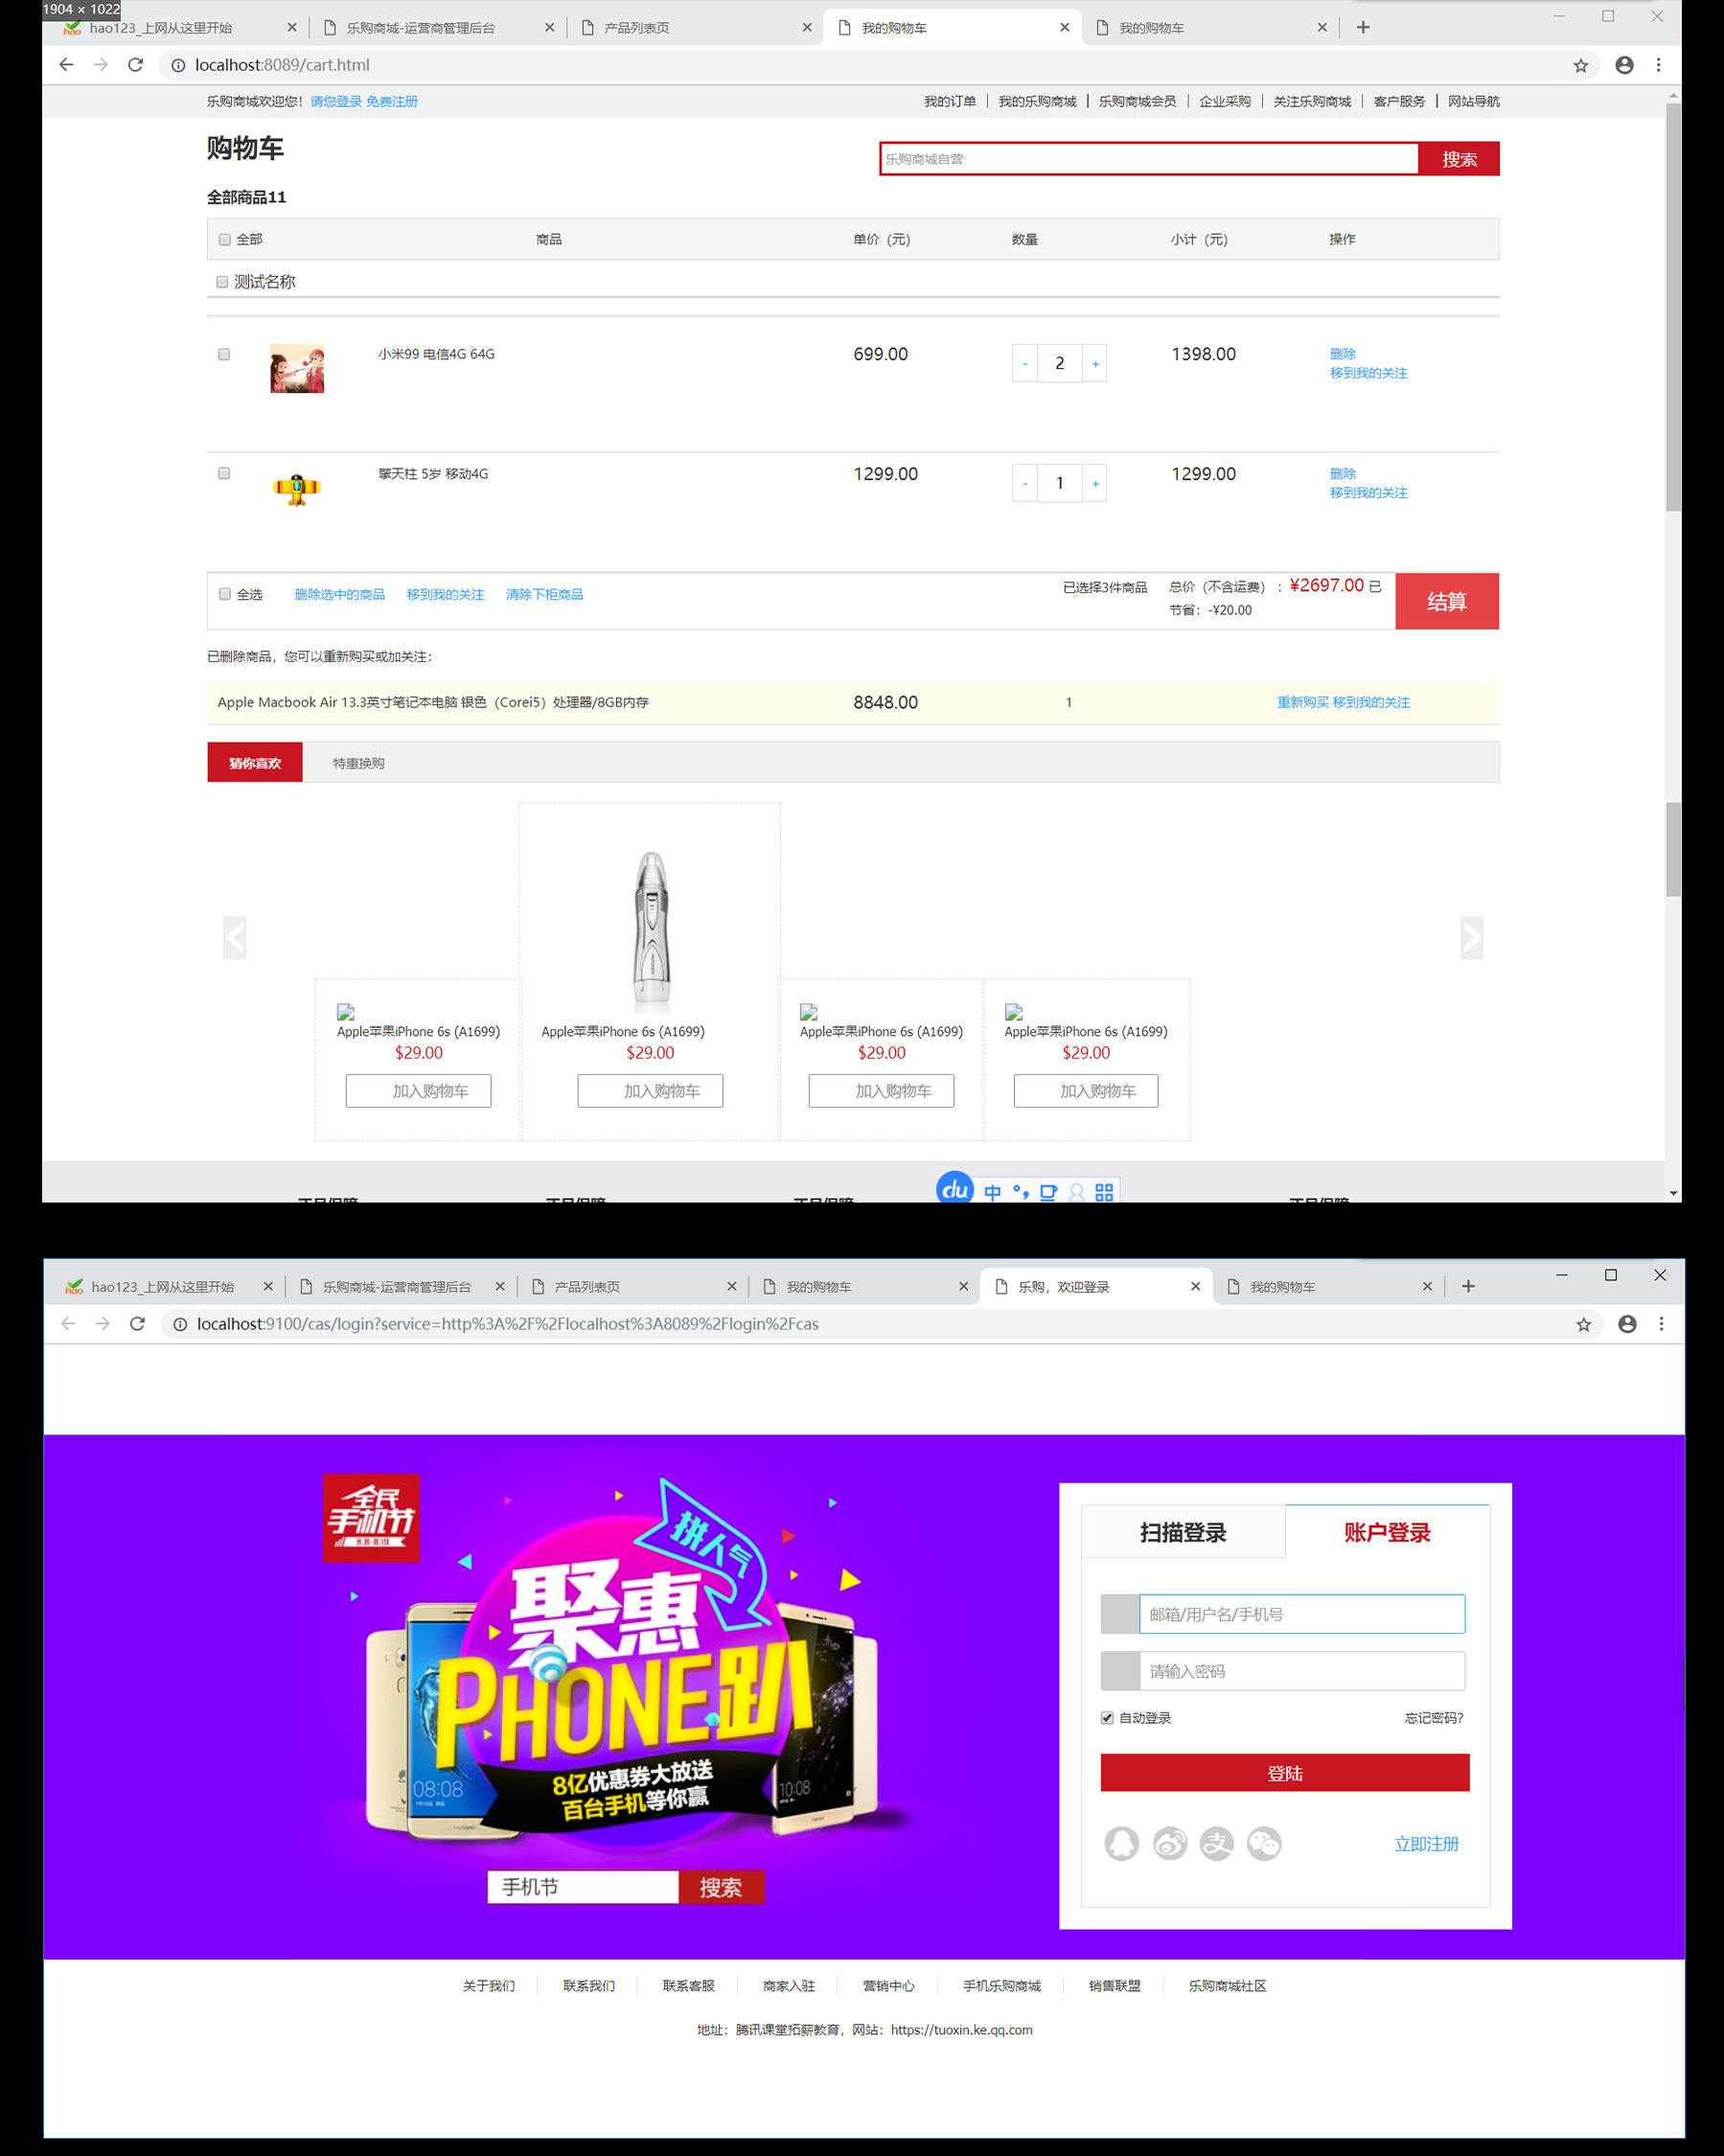 1904 × 1022
hao123_上网从这里开始
乐购商城-运营商管理后台
产品列表页
我的购物车
我的购物车
localhost:8089/cart.html
乐购商城欢迎您！请您登录 免费注册
我的订单 我的乐购商城 乐购商城会员 企业采购 关注乐购商城 客户服务 网站导航
购物车
乐购商城自营 搜索
全部商品11
全部 商品 单价（元） 数量 小计（元） 操作
测试名称
小米99 电信4G 64G 699.00 - 2 + 1398.00 删除
移到我的关注
擎天柱 5岁 移动4G 1299.00 - 1 + 1299.00 删除
移到我的关注
全选 删除选中的商品 移到我的关注 清除下柜商品 已选择3件商品 总价（不含运费） ：¥2697.00 已
节省：-¥20.00
结算
已删除商品，您可以重新购买或加关注：
Apple Macbook Air 13.3英寸笔记本电脑 银色（Corei5）处理器/8GB内存 8848.00 1 重新购买 移到我的关注
猜你喜欢 特惠换购
Apple苹果iPhone 6s (A1699) Apple苹果iPhone 6s (A1699) Apple苹果iPhone 6s (A1699) Apple苹果iPhone 6s (A1699)
$29.00 $29.00 $29.00 $29.00
加入购物车 加入购物车 加入购物车 加入购物车
du 中
hao123_上网从这里开始
乐购商城-运营商管理后台
产品列表页
我的购物车
乐购，欢迎登录
我的购物车
localhost:9100/cas/login?service=http%3A%2F%2Flocalhost%3A8089%2Flogin%2Fcas
全民
手机节
8.8-8.19
拼人气
聚惠
PHONE趴
8亿优惠券大放送
百台手机等你赢
08:08
10:08
手机节 搜索
扫描登录 账户登录
邮箱/用户名/手机号
请输入密码
自动登录 忘记密码?
登陆
立即注册
关于我们 联系我们 联系客服 商家入驻 营销中心 手机乐购商城 销售联盟 乐购商城社区
地址：腾讯课堂拓薪教育，网站：https://tuoxin.ke.qq.com